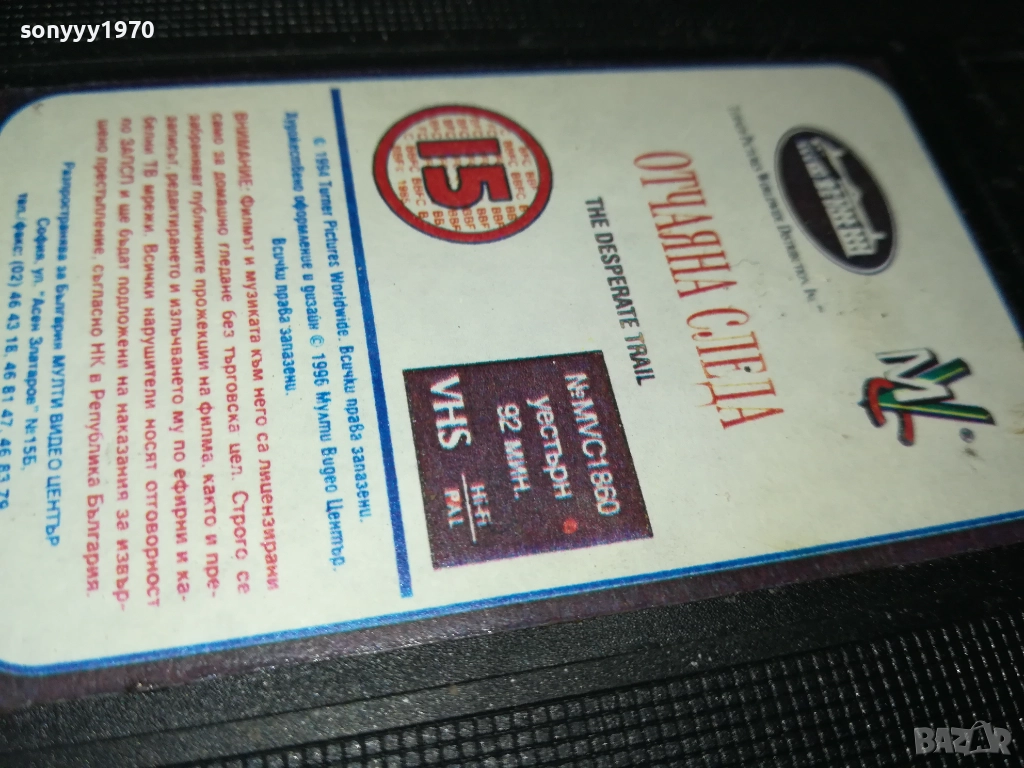 sonyyy1970
MV®
ОТЧАЯНА СЛЕДА
THE DESPERATE TRAIL
15
№MVC1860
уестърн
92 мин.
VHS
Hi-Fi
PAL
© 1994 Turner Pictures Worldwide. Всички права запазени.
Художествено оформление и дизайн © 1996 Мулти Видео Център.
Всички права запазени.
ВНИМАНИЕ: Филмът и музиката към него са лицензирани
само за домашно гледане без търговска цел. Строго се
забраняват публичните прожекции на филма, както и пре-
записът, редактирането и излъчването му по ефирни и ка-
белни ТВ мрежи. Всички нарушители носят отговорност
по ЗАПСП и ще бъдат подложени на наказания за извър-
шено престъпление, съгласно НК в Република България.
Разпространява за България МУЛТИ ВИДЕО ЦЕНТЪР
София, ул. "Асен Златаров" №15б.
тел./факс: (02) 46 43 18, 46 81 47, 46 83 79
BAZAR